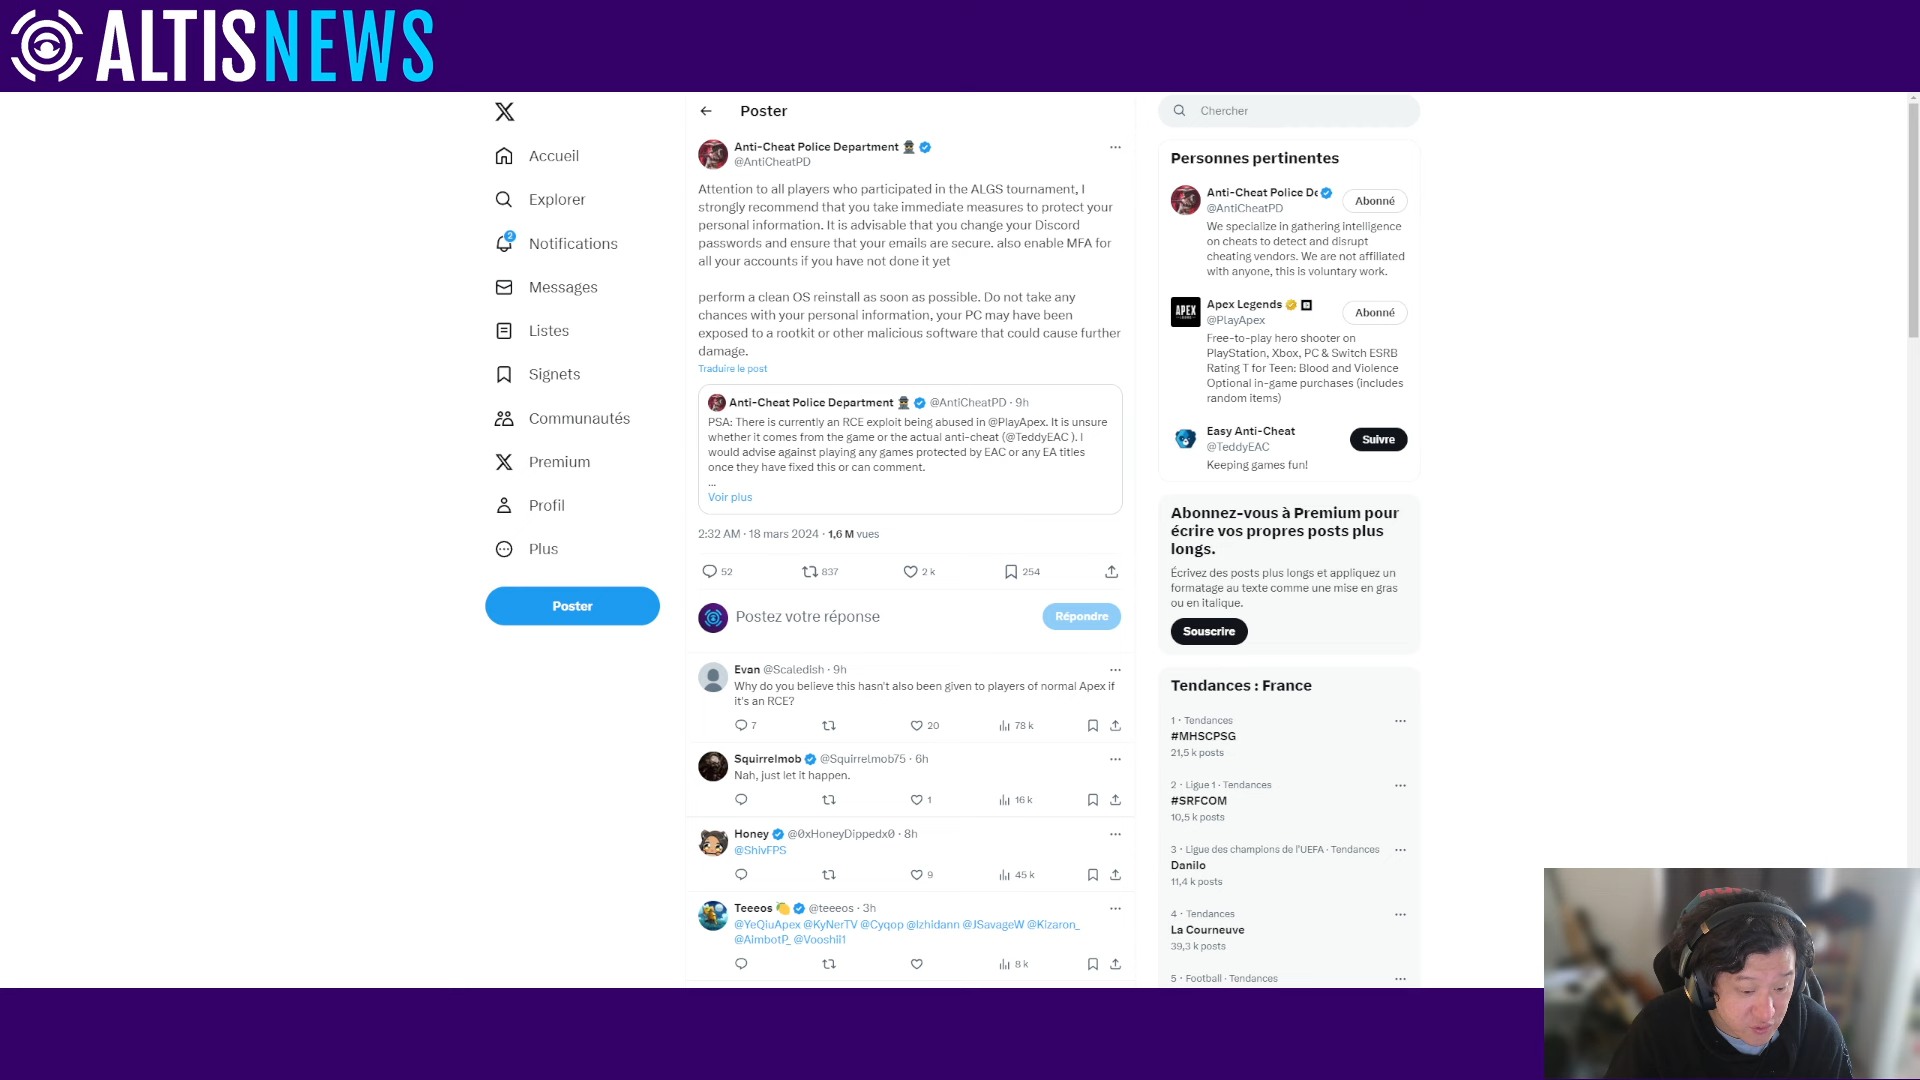 ALTISNEWS
Accueil
Explorer
2
Notifications
Messages
Listes
Signets
Communautés
Premium
Profil
Plus
Poster
Poster
Anti-Cheat Police Department
@AntiCheatPD
Attention to all players who participated in the ALGS tournament, I
strongly recommend that you take immediate measures to protect your
personal information. It is advisable that you change your Discord
passwords and ensure that your emails are secure. also enable MFA for
all your accounts if you have not done it yet
perform a clean OS reinstall as soon as possible. Do not take any
chances with your personal information, your PC may have been
exposed to a rootkit or other malicious software that could cause further
damage.
Traduire le post
Anti-Cheat Police Department @AntiCheatPD · 9h
PSA: There is currently an RCE exploit being abused in @PlayApex. It is unsure
whether it comes from the game or the actual anti-cheat (@TeddyEAC ). I
would advise against playing any games protected by EAC or any EA titles
once they have fixed this or can comment.
...
Voir plus
2:32 AM · 18 mars 2024 · 1,6 M vues
52 837 2 k 254
Postez votre réponse
Répondre
Evan @Scaledish · 9h
Why do you believe this hasn't also been given to players of normal Apex if
it's an RCE?
7 20 78 k
Squirrelmob @Squirrelmob75 · 6h
Nah, just let it happen.
1 16 k
Honey @0xHoneyDippedx0 · 8h
@ShivFPS
9 45 k
Teeeos @teeeos · 3h
@YeQiuApex @KyNerTV @Cyqop @lzhidann @JSavageW @Kizaron_
@AimbotP_ @Vooshii1
8 k
Chercher
Personnes pertinentes
Anti-Cheat Police De
@AntiCheatPD
Abonné
We specialize in gathering intelligence
on cheats to detect and disrupt
cheating vendors. We are not affiliated
with anyone, this is voluntary work.
APEX
Apex Legends
@PlayApex
Abonné
Free-to-play hero shooter on
PlayStation, Xbox, PC & Switch ESRB
Rating T for Teen: Blood and Violence
Optional in-game purchases (includes
random items)
Easy Anti-Cheat
@TeddyEAC
Suivre
Keeping games fun!
Abonnez-vous à Premium pour
écrire vos propres posts plus
longs.
Écrivez des posts plus longs et appliquez un
formatage au texte comme une mise en gras
ou en italique.
Souscrire
Tendances : France
1 · Tendances
#MHSCPSG
21,5 k posts
2 · Ligue 1 · Tendances
#SRFCOM
10,5 k posts
3 · Ligue des champions de l'UEFA · Tendances
Danilo
11,4 k posts
4 · Tendances
La Courneuve
39,3 k posts
5 · Football · Tendances